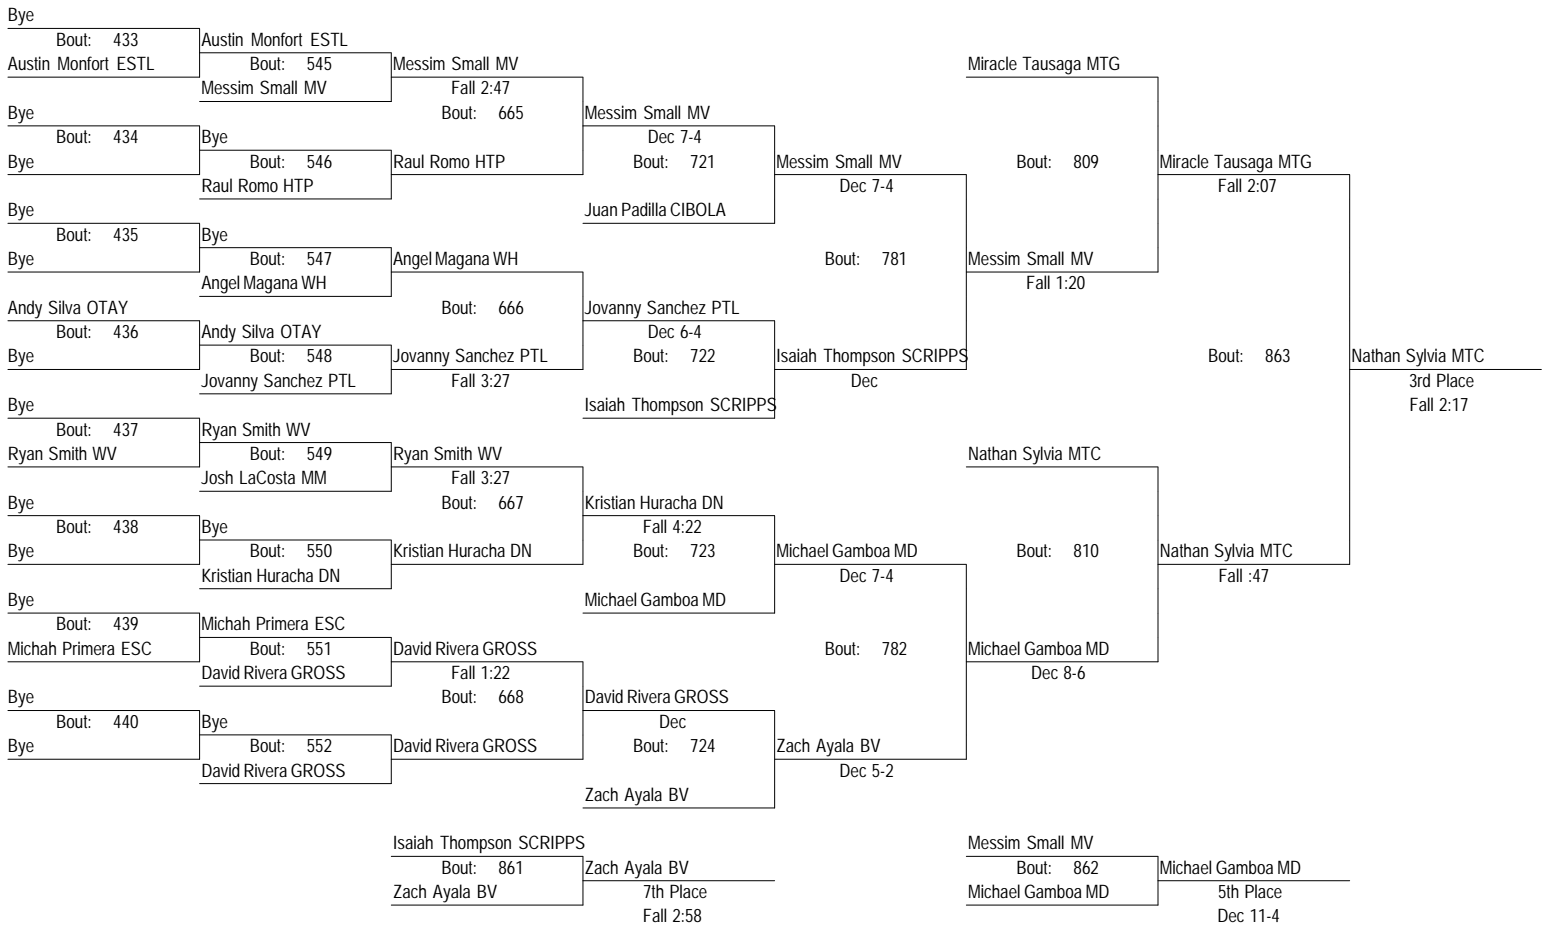 Bye
Bout: 433 Austin Monfort ESTL
Austin Monfort ESTL Bout: 545 Messim Small MV Miracle Tausaga MTG
Messim Small MV Fall 2:47
Bye Bout: 665 Messim Small MV
Bout: 434 Bye Dec 7-4
Bye Bout: 546 Raul Romo HTP Bout: 721 Messim Small MV Bout: 809 Miracle Tausaga MTG
Raul Romo HTP Dec 7-4 Fall 2:07
Bye Juan Padilla CIBOLA
Bout: 435 Bye
Bye Bout: 547 Angel Magana WH Bout: 781 Messim Small MV
Angel Magana WH Fall 1:20
Andy Silva OTAY Bout: 666 Jovanny Sanchez PTL
Bout: 436 Andy Silva OTAY Dec 6-4
Bye Bout: 548 Jovanny Sanchez PTL Bout: 722 Isaiah Thompson SCRIPPS Bout: 863 Nathan Sylvia MTC
Jovanny Sanchez PTL Fall 3:27 Dec 3rd Place
Bye Isaiah Thompson SCRIPPS Fall 2:17
Bout: 437 Ryan Smith WV
Ryan Smith WV Bout: 549 Ryan Smith WV Nathan Sylvia MTC
Josh LaCosta MM Fall 3:27
Bye Bout: 667 Kristian Huracha DN
Bout: 438 Bye Fall 4:22
Bye Bout: 550 Kristian Huracha DN Bout: 723 Michael Gamboa MD Bout: 810 Nathan Sylvia MTC
Kristian Huracha DN Dec 7-4 Fall :47
Bye Michael Gamboa MD
Bout: 439 Michah Primera ESC
Michah Primera ESC Bout: 551 David Rivera GROSS Bout: 782 Michael Gamboa MD
David Rivera GROSS Fall 1:22 Dec 8-6
Bye Bout: 668 David Rivera GROSS
Bout: 440 Bye Dec
Bye Bout: 552 David Rivera GROSS Bout: 724 Zach Ayala BV
David Rivera GROSS Dec 5-2
Zach Ayala BV
Isaiah Thompson SCRIPPS Messim Small MV
Bout: 861 Zach Ayala BV Bout: 862 Michael Gamboa MD
Zach Ayala BV 7th Place Michael Gamboa MD 5th Place
Fall 2:58 Dec 11-4